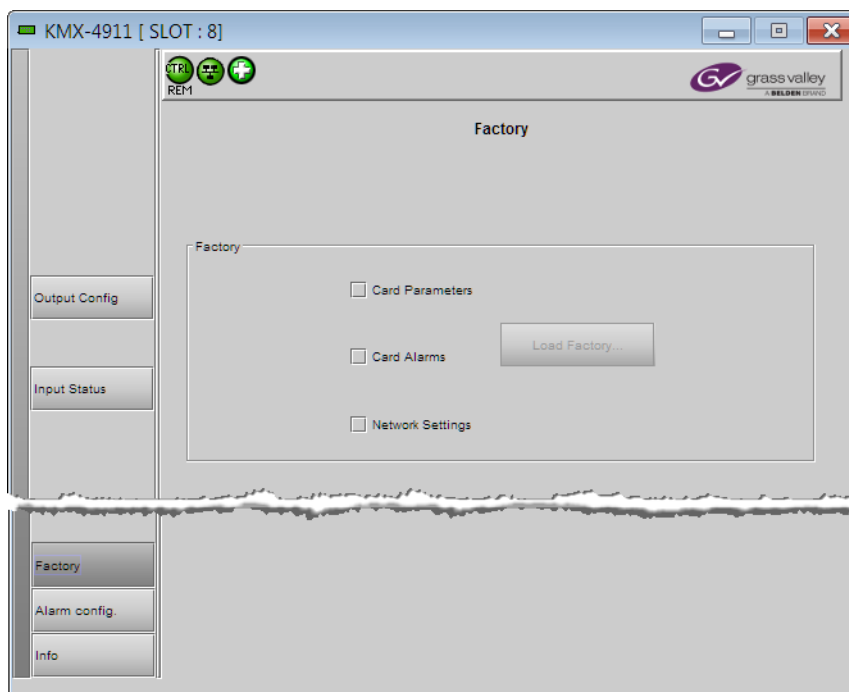 KMX-4911 [ SLOT : 8]
CTRL
REM
grass valley
A BELDEN BRAND
Factory
Factory
Card Parameters
Output Config
Load Factory...
Card Alarms
Input Status
Network Settings
Factory
Alarm config.
Info